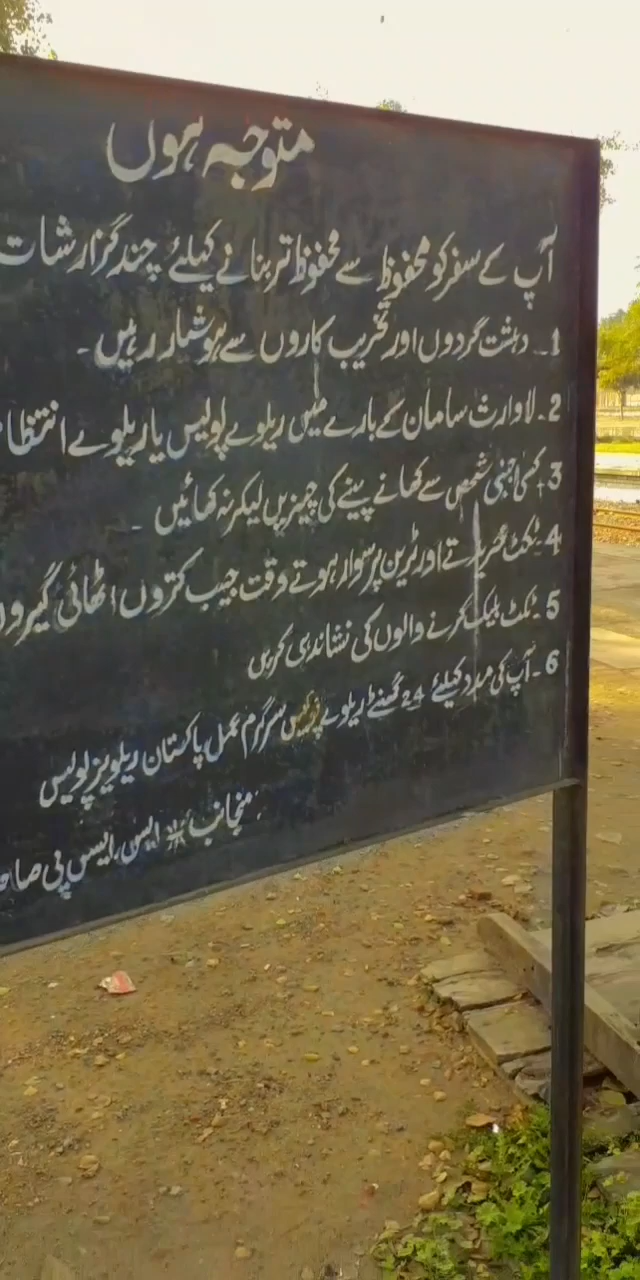 متوجہ ہوں
آپ کے سفر کو محفوظ سے محفوظ تر بنانے کیلئے چند گزارشات
1۔ دہشت گردوں اور تخریب کاروں سے ہوشیار رہیں۔
2۔ لاوارث سامان کے بارے میں ریلوے پولیس یا ریلوے انتظا
3۔ کسی اجنبی شخص سے کھانے پینے کی چیزیں لیکر نہ کھائیں۔
4۔ ٹکٹ خریدتے اور ٹرین پر سوار ہوتے وقت جیب کتروں اٹھائی گیرو
5۔ ٹکٹ بلیک کرنے والوں کی نشاندہی کریں
6۔ آپ کی مدد کیلئے 24 گھنٹے ریلوے پولیس سرگرم عمل پاکستان ریلویز پولیس
منجانب: ایس ایس پی صاح